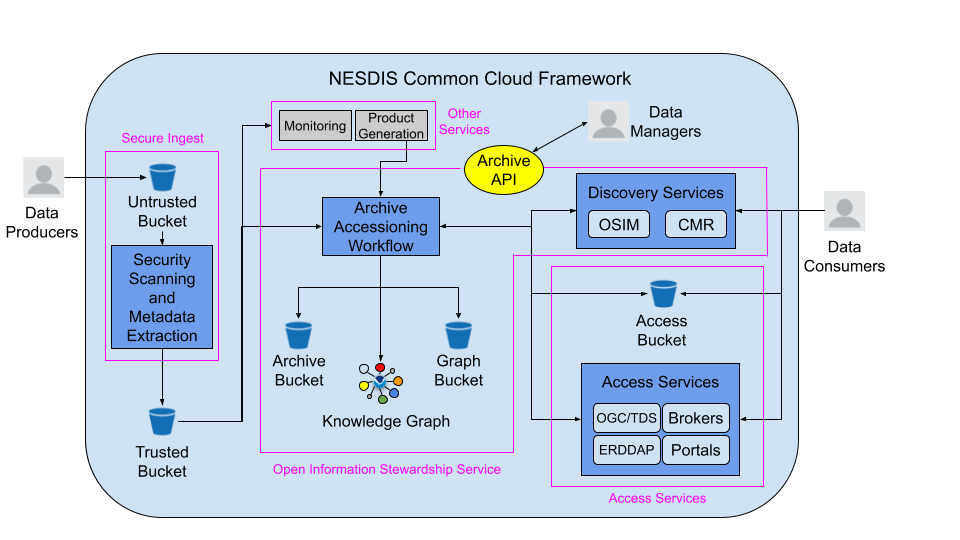 NESDIS Common Cloud Framework
Other
Services
Monitoring
Product
Generation
Data
Managers
Secure Ingest
Archive
API
Data
Producers
Untrusted
Bucket
Security
Scanning
and
Metadata
Extraction
Trusted
Bucket
Archive
Accessioning
Workflow
Archive
Bucket
Graph
Bucket
Knowledge Graph
Open Information Stewardship Service
Discovery Services
OSIM
CMR
Data
Consumers
Access
Bucket
Access Services
OGC/TDS
Brokers
ERDDAP
Portals
Access Services